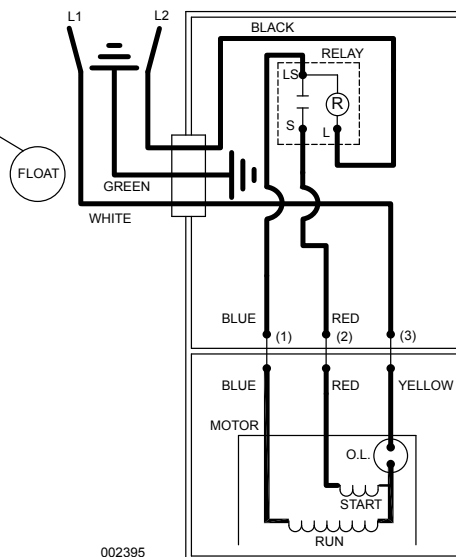 L1
L2
BLACK
RELAY
LS
R
S
L
FLOAT
GREEN
WHITE
BLUE
RED
(1)
(2)
(3)
BLUE
RED
YELLOW
MOTOR
O.L.
START
RUN
002395